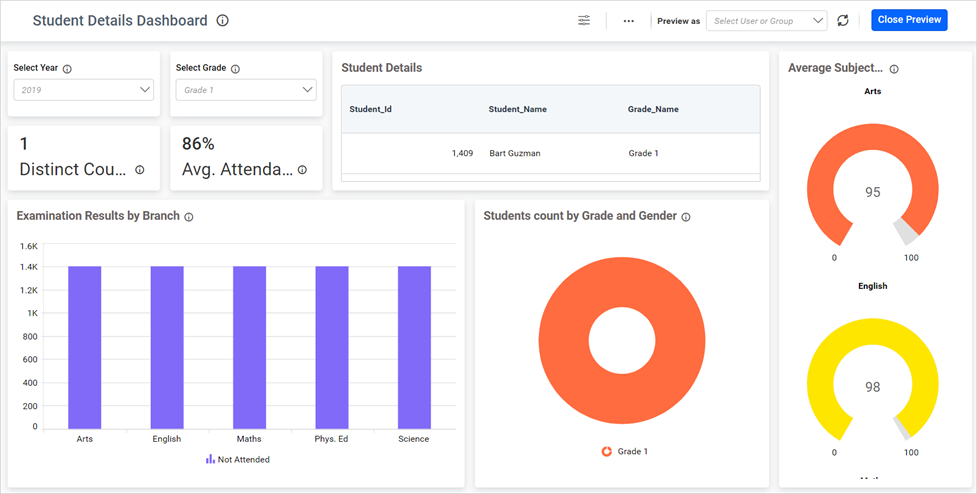 Student Details Dashboard
Preview as
Select User or Group
Close Preview
Select Year
2019
Select Grade
Grade 1
1
Distinct Cou...
86%
Avg. Attenda...
Student Details
Student_Id Student_Name Grade_Name
1,409 Bart Guzman Grade 1
Average Subject...
Arts
95
0 100
English
98
0 100
Examination Results by Branch
1.6K
1.4K
1.2K
1K
800
600
400
200
0
Arts English Maths Phys. Ed Science
Not Attended
Students count by Grade and Gender
Grade 1